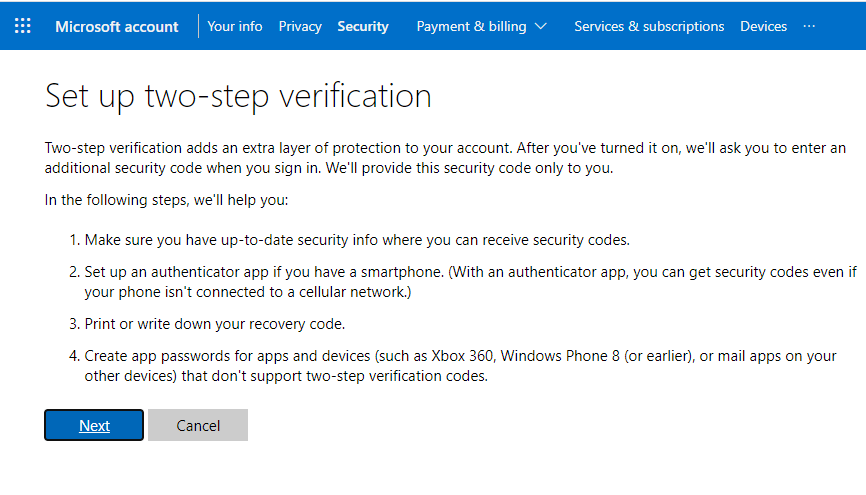 Microsoft account Your info Privacy Security Payment & billing Services & subscriptions Devices ···
Set up two-step verification
Two-step verification adds an extra layer of protection to your account. After you've turned it on, we'll ask you to enter an
additional security code when you sign in. We'll provide this security code only to you.
In the following steps, we'll help you:
1. Make sure you have up-to-date security info where you can receive security codes.
2. Set up an authenticator app if you have a smartphone. (With an authenticator app, you can get security codes even if
your phone isn't connected to a cellular network.)
3. Print or write down your recovery code.
4. Create app passwords for apps and devices (such as Xbox 360, Windows Phone 8 (or earlier), or mail apps on your
other devices) that don't support two-step verification codes.
Next Cancel